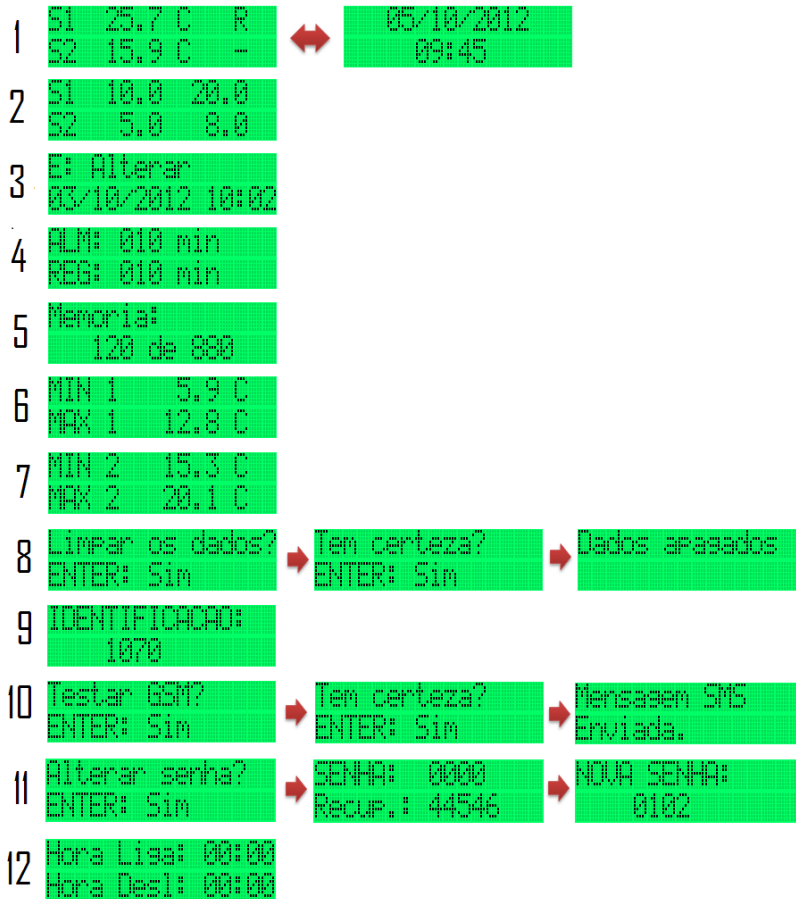 1
S1 25.7 C R
S2 15.9 C -
05/10/2012
09:45
2
S1 10.0 20.0
S2 5.0 8.0
3
E: Alterar
03/10/2012 10:02
4
ALM: 010 min
REG: 010 min
5
Memoria:
120 de 880
6
MIN 1 5.9 C
MAX 1 12.8 C
7
MIN 2 15.3 C
MAX 2 20.1 C
8
Limpar os dados?
ENTER: Sim
Tem certeza?
ENTER: Sim
Dados apagados
9
IDENTIFICACAO:
1070
10
Testar GSM?
ENTER: Sim
Tem certeza?
ENTER: Sim
Mensagem SMS
Enviada.
11
Alterar senha?
ENTER: Sim
SENHA: 0000
Recup.: 44546
NOVA SENHA:
0102
12
Hora Liga: 00:00
Hora Desl: 00:00